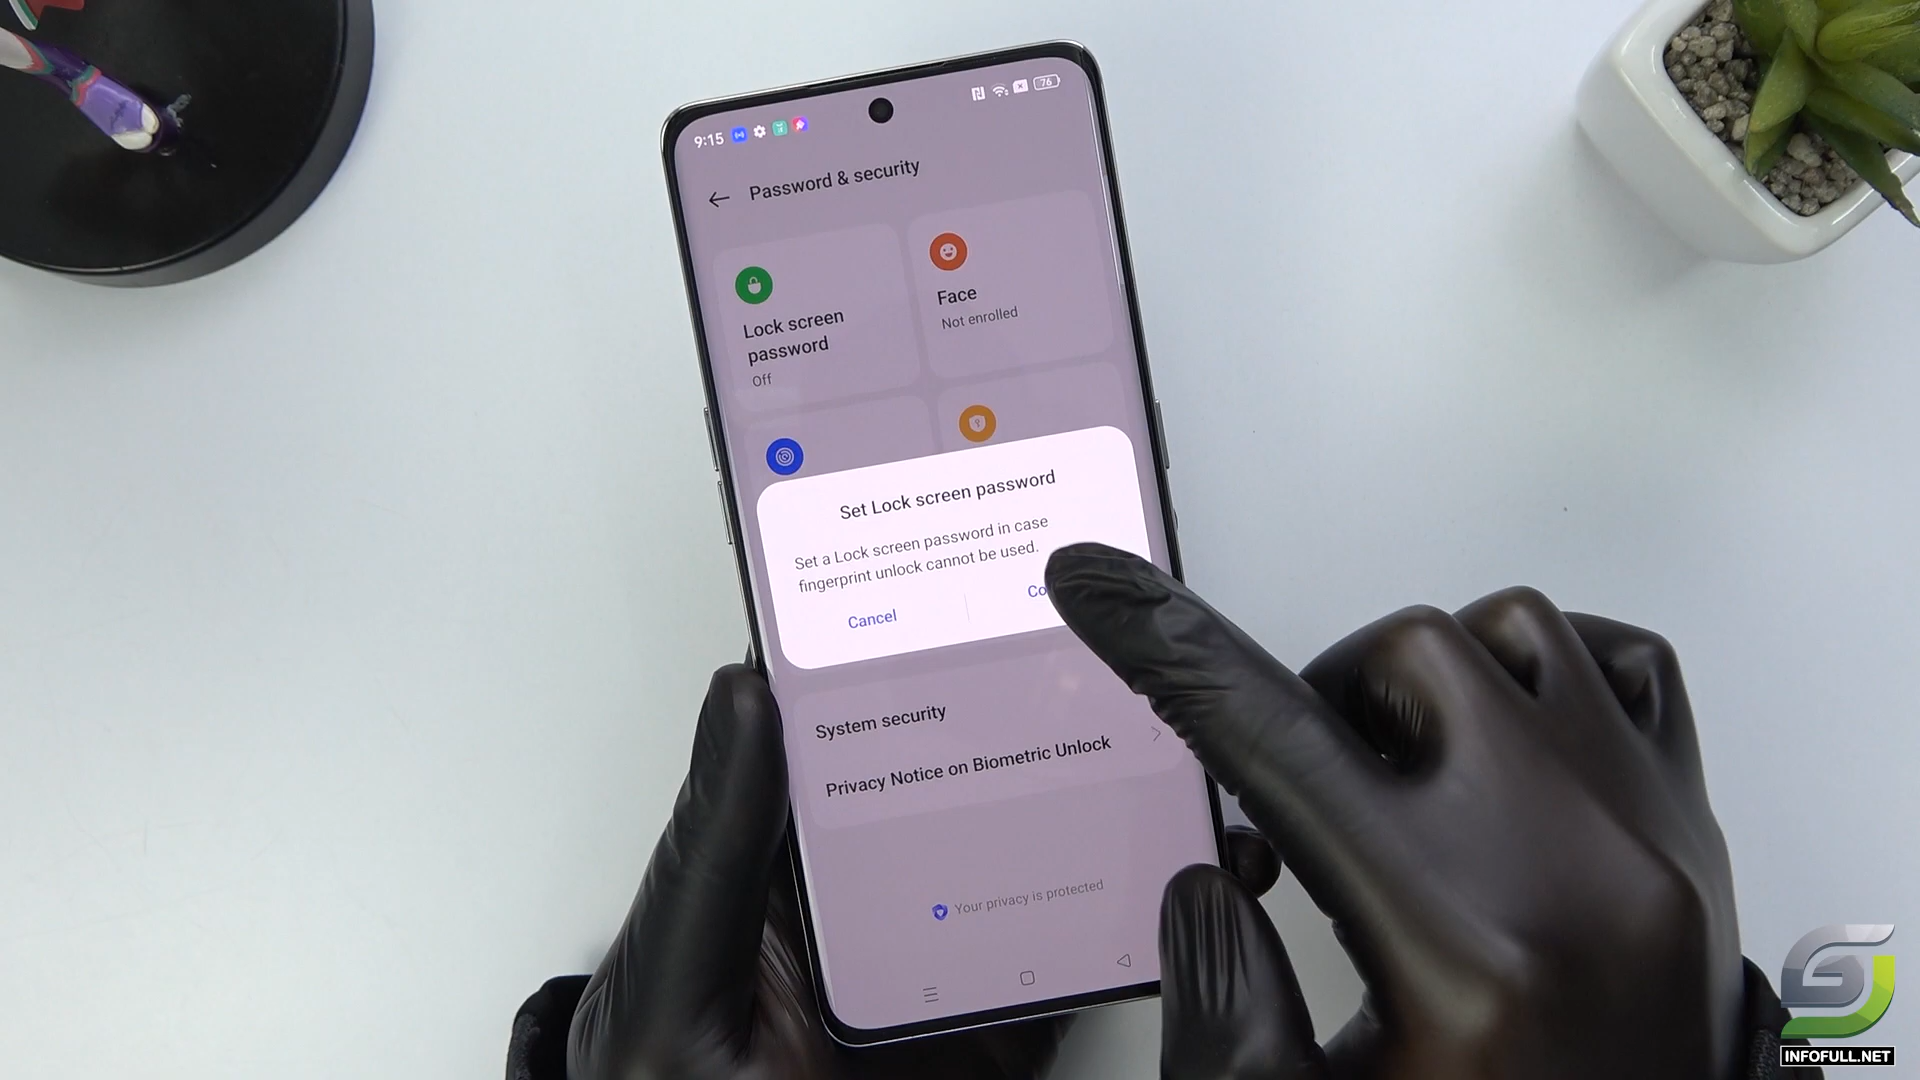 9:15
76
Password & security
Lock screen
password
Off
Face
Not enrolled
Set Lock screen password
Set a Lock screen password in case
fingerprint unlock cannot be used.
Cancel
System security
Privacy Notice on Biometric Unlock
Your privacy is protected
INFOFULL.NET